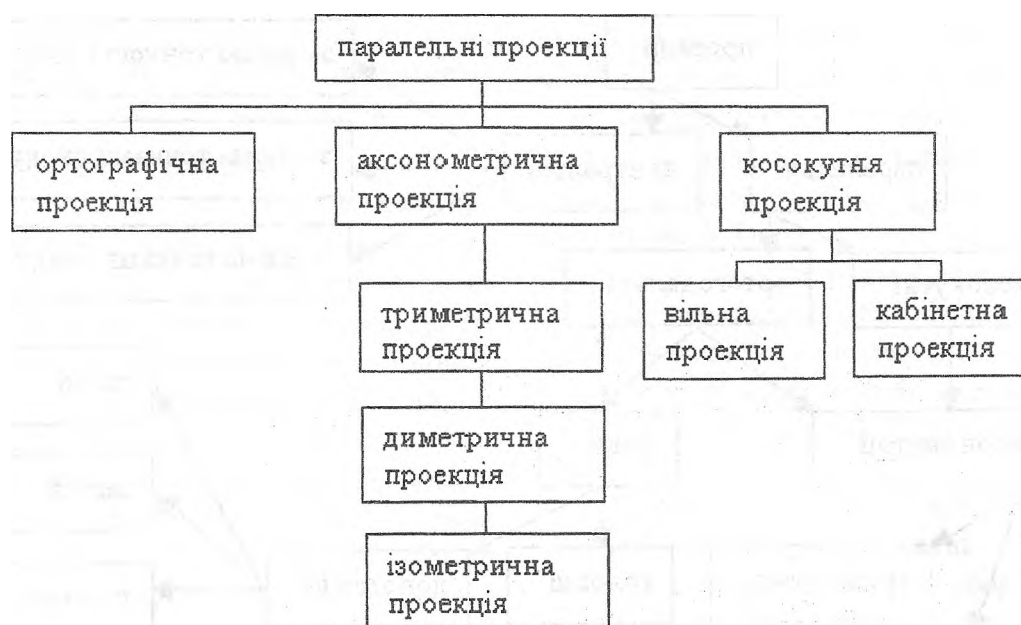 паралельні проекції
ортографічна
проекція
аксонометрична
проекція
косокутня
проекція
триметрична
проекція
вільна
проекція
кабінетна
проекція
диметрична
проекція
ізометрична
проекція